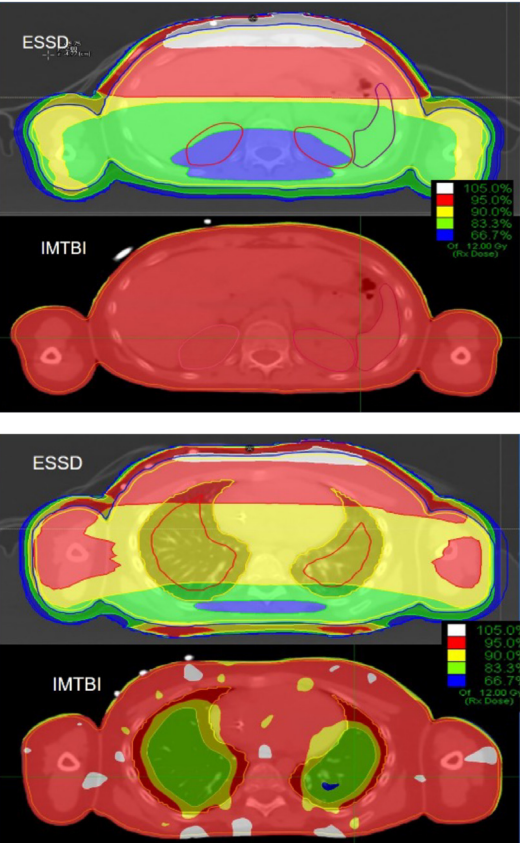 ESSD
105.0%
95.0%
90.0%
83.3%
66.7%
Of 12.00 Gy
(Rx Dose)
IMTBI
ESSD
105.0%
95.0%
90.0%
83.3%
66.7%
Of 12.00 Gy
(Rx Dose)
IMTBI